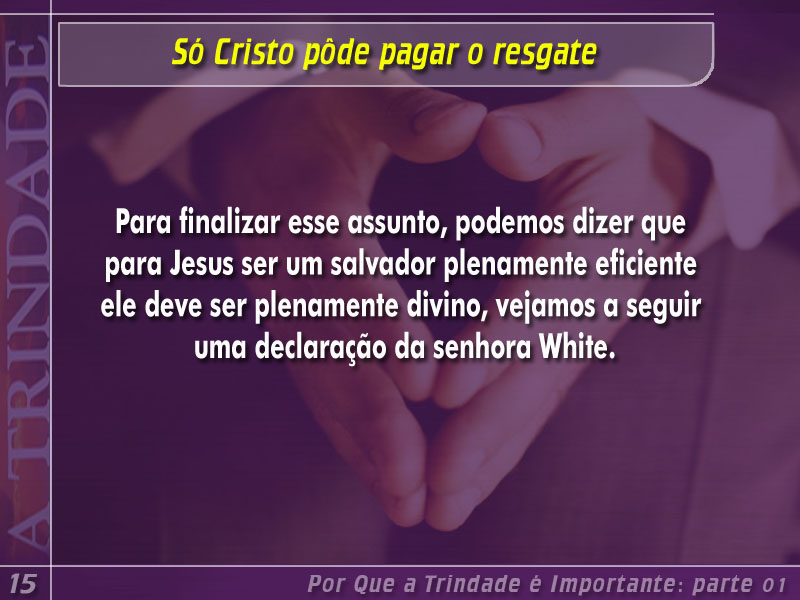 Só Cristo pôde pagar o resgate
A TRINDADE
Para finalizar esse assunto, podemos dizer que
para Jesus ser um salvador plenamente eficiente
ele deve ser plenamente divino, vejamos a seguir
uma declaração da senhora White.
15
Por Que a Trindade é Importante: parte 01